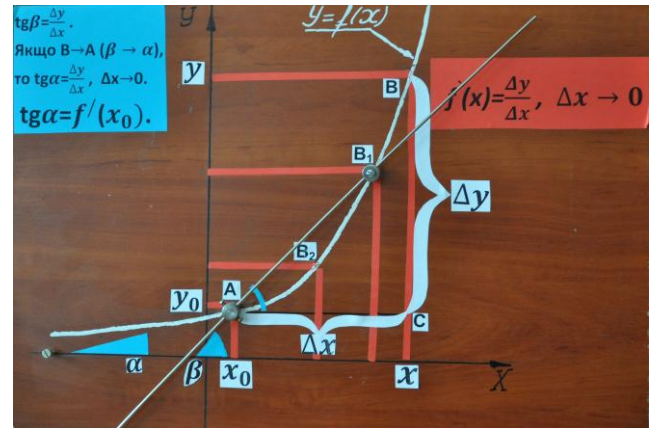 tgβ=Δy/Δx.
Якщо B→A (β → α),
то tgα=Δy/Δx, Δx→0.
tgα=f/(x₀).
y
y=f(x)
f'(x)=Δy/Δx, Δx → 0
y
B
B₁
Δy
B₂
y₀
A
C
Δx
α
β
x₀
x
X